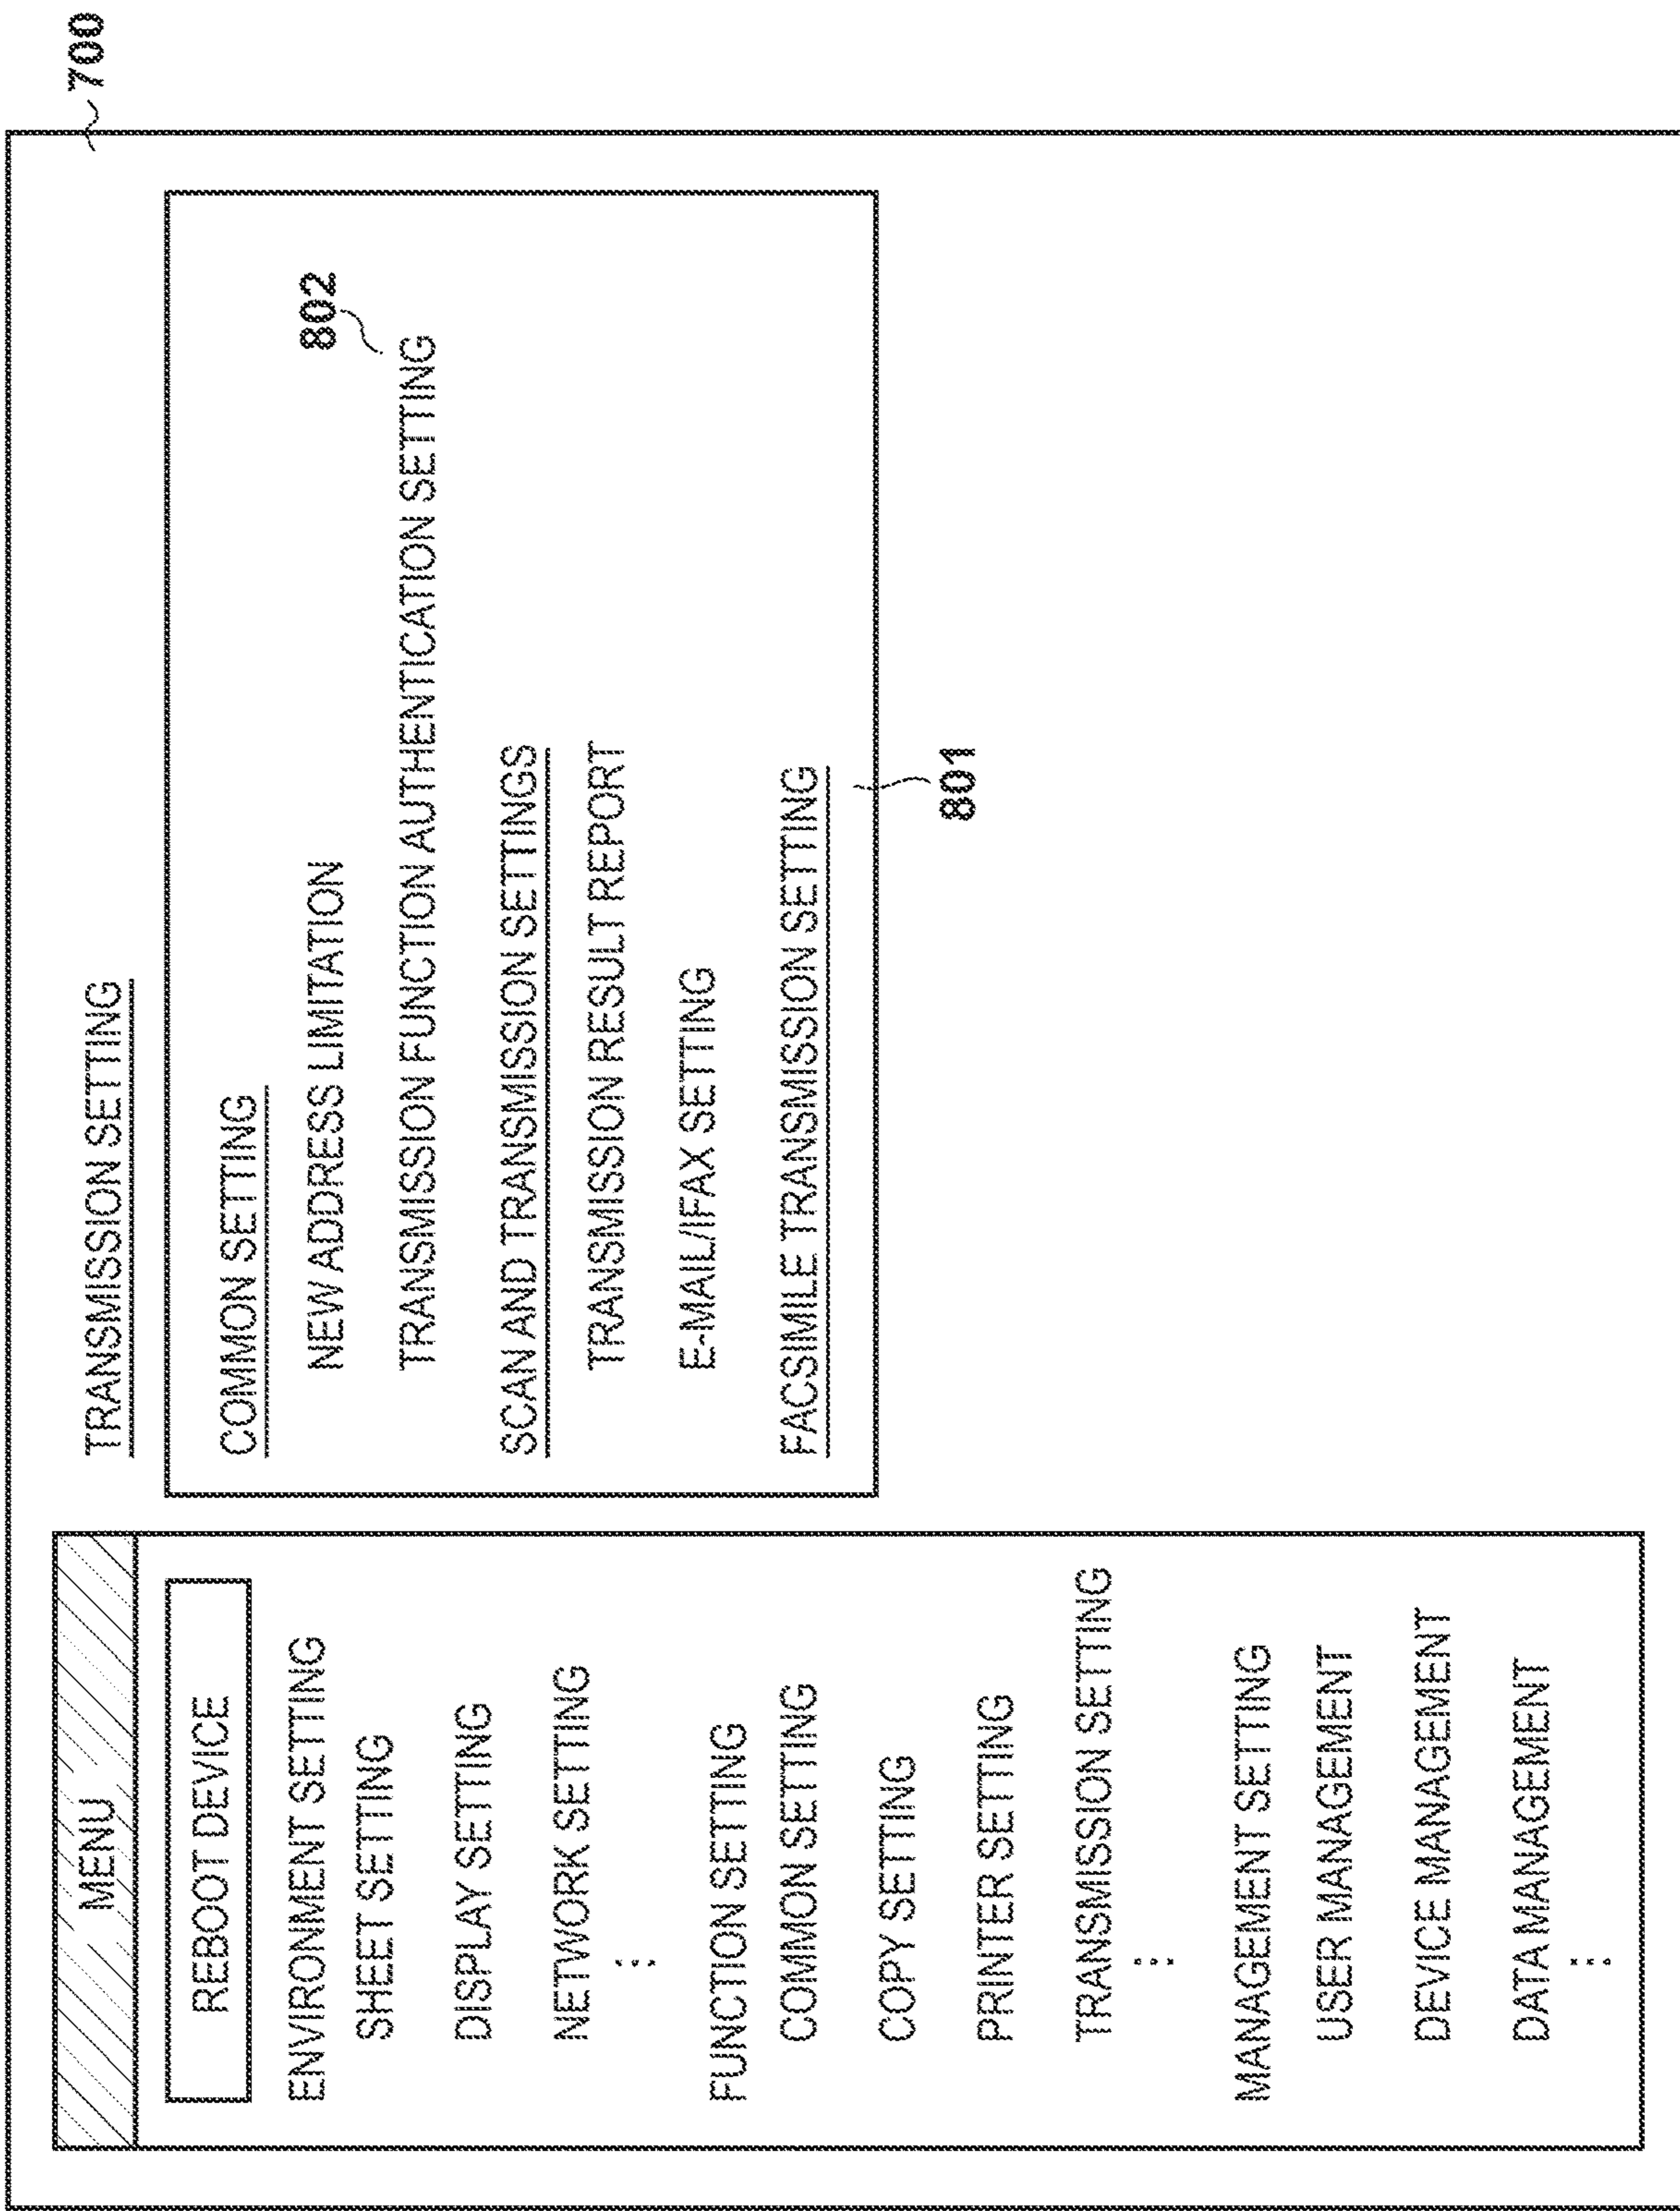 700
MENU
REBOOT DEVICE
ENVIRONMENT SETTING
SHEET SETTING
DISPLAY SETTING
NETWORK SETTING
FUNCTION SETTING
COMMON SETTING
COPY SETTING
PRINTER SETTING
TRANSMISSION SETTING
MANAGEMENT SETTING
USER MANAGEMENT
DEVICE MANAGEMENT
DATA MANAGEMENT
TRANSMISSION SETTING
COMMON SETTING
NEW ADDRESS LIMITATION
802
TRANSMISSION FUNCTION AUTHENTICATION SETTING
SCAN AND TRANSMISSION SETTINGS
TRANSMISSION RESULT REPORT
E-MAIL/IFAX SETTING
FACSIMILE TRANSMISSION SETTING
801